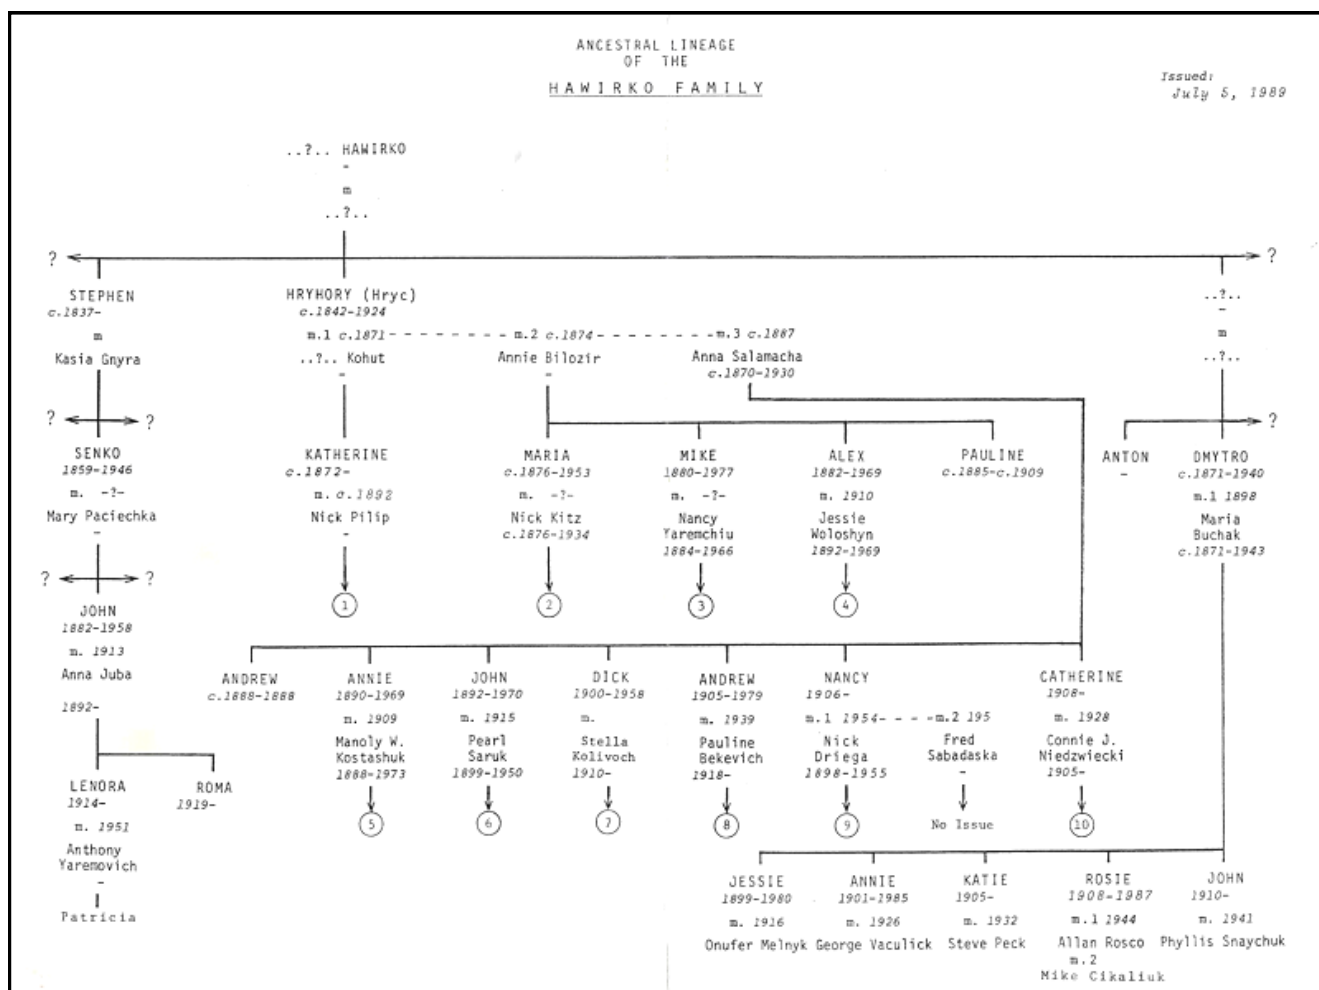 ANCESTRAL LINEAGE
OF THE
HAWIRKO FAMILY
Issued:
July 5, 1989
..?.. HAWIRKO
-
m
..?..
? ?
STEPHEN
c.1837-
m
Kasia Gnyra
HRYHORY (Hryc)
c.1842-1924
m.1 c.1871 - - - - - - - - - m.2 c.1874 - - - - - - - - - m.3 c.1887
..?.. Kohut
-
Annie Bilozir
-
Anna Salamacha
c.1870-1930
..?..
-
m
..?..
? ?
?
SENKO
1859-1946
m. -?-
Mary Paciechka
-
KATHERINE
c.1872-
m. c.1892
Nick Pilip
-
1
MARIA
c.1876-1953
m. -?-
Nick Kitz
c.1876-1934
2
MIKE
1880-1977
m. -?-
Nancy
Yaremchiu
1884-1966
3
ALEX
1882-1969
m. 1910
Jessie
Woloshyn
1892-1969
4
PAULINE
c.1885-c.1909
ANTON
-
DMYTRO
c.1871-1940
m.1 1898
Maria
Buchak
c.1871-1943
? ?
JOHN
1882-1958
m. 1913
Anna Juba
1892-
ANDREW
c.1888-1888
ANNIE
1890-1969
m. 1909
Manoly W.
Kostashuk
1888-1973
5
JOHN
1892-1970
m. 1915
Pearl
Saruk
1899-1950
6
DICK
1900-1958
m.
Stella
Kolivoch
1910-
7
ANDREW
1905-1979
m. 1939
Pauline
Bekevich
1918-
8
NANCY
1906-
m.1 1954- - - -m.2 195
Nick
Driega
1898-1955
9
Fred
Sabadaska
-
No Issue
CATHERINE
1908-
m. 1928
Connie J.
Niedzwiecki
1905-
10
LENORA
1914-
m. 1951
Anthony
Yaremovich
-
Patricia
ROMA
1919-
JESSIE
1899-1980
m. 1916
Onufer Melnyk
ANNIE
1901-1985
m. 1926
George Vaculick
KATIE
1905-
m. 1932
Steve Peck
ROSIE
1908-1987
m.1 1944
Allan Rosco
m.2
Mike Cikaliuk
JOHN
1910-
m. 1941
Phyllis Snaychuk